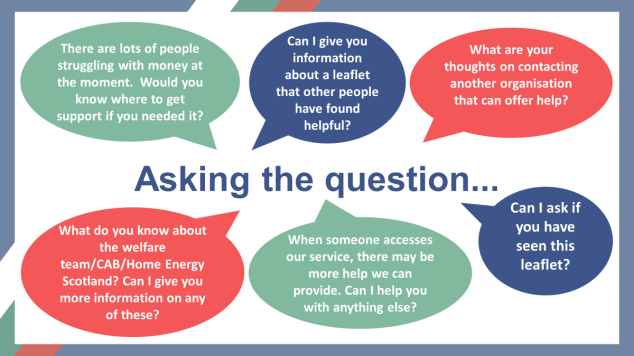 There are lots of people
struggling with money at
the moment.  Would you
know where to get
support if you needed it?
Can I give you
information
about a leaflet
that other people
have found
helpful?
What are your
thoughts on contacting
another organisation
that can offer help?
Asking the question...
What do you know about
the welfare
team/CAB/Home Energy
Scotland? Can I give you
more information on any
of these?
When someone accesses
our service, there may be
more help we can
provide. Can I help you
with anything else?
Can I ask if
you have
seen this
leaflet?